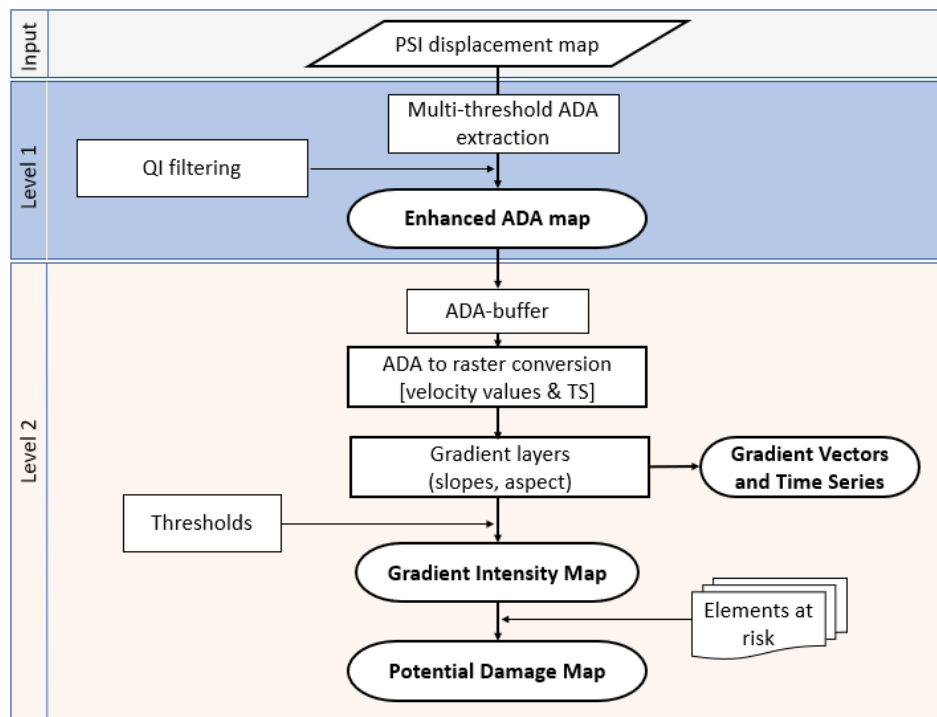 Input
PSI displacement map
Level 1
Multi-threshold ADA
extraction
QI filtering
Enhanced ADA map
Level 2
ADA-buffer
ADA to raster conversion
[velocity values & TS]
Gradient layers
(slopes, aspect)
Gradient Vectors
and Time Series
Thresholds
Gradient Intensity Map
Elements at
risk
Potential Damage Map